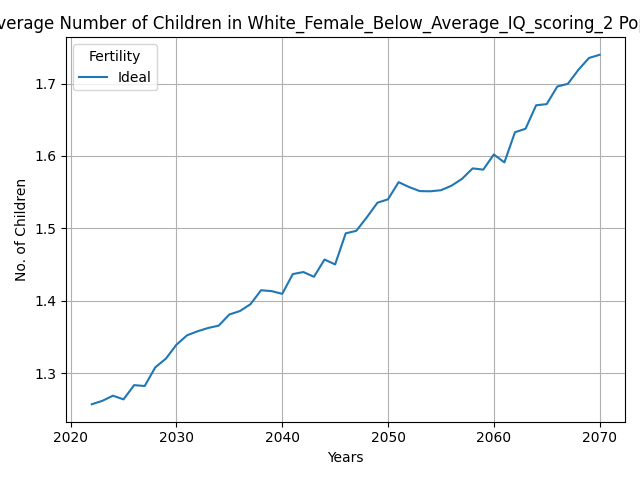 verage Number of Children in White_Female_Below_Average_IQ_scoring_2 Po
Fertility
Ideal
No. of Children
1.7
1.6
1.5
1.4
1.3
2020 2030 2040 2050 2060 2070
Years